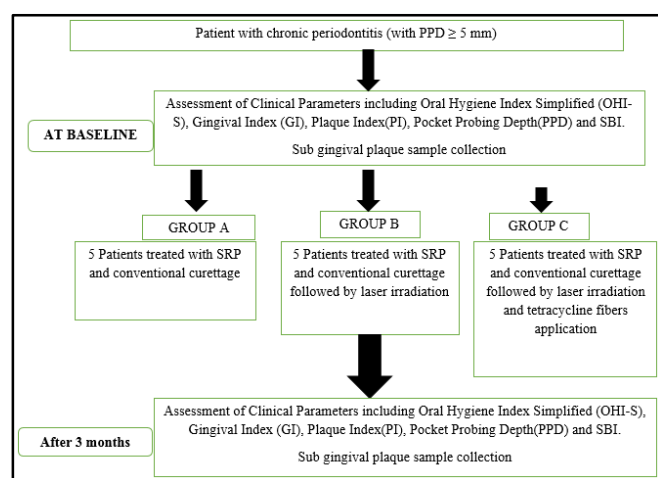 Patient with chronic periodontitis (with PPD ≥ 5 mm)
Assessment of Clinical Parameters including Oral Hygiene Index Simplified (OHI-
S), Gingival Index (GI), Plaque Index(PI), Pocket Probing Depth(PPD) and SBI.
Sub gingival plaque sample collection
AT BASELINE
GROUP A
5 Patients treated with SRP
and conventional curettage
GROUP B
5 Patients treated with SRP
and conventional curettage
followed by laser irradiation
GROUP C
5 Patients treated with SRP
and conventional curettage
followed by laser irradiation
and tetracycline fibers
application
Assessment of Clinical Parameters including Oral Hygiene Index Simplified (OHI-S),
Gingival Index (GI), Plaque Index(PI), Pocket Probing Depth(PPD) and SBI.
Sub gingival plaque sample collection
After 3 months